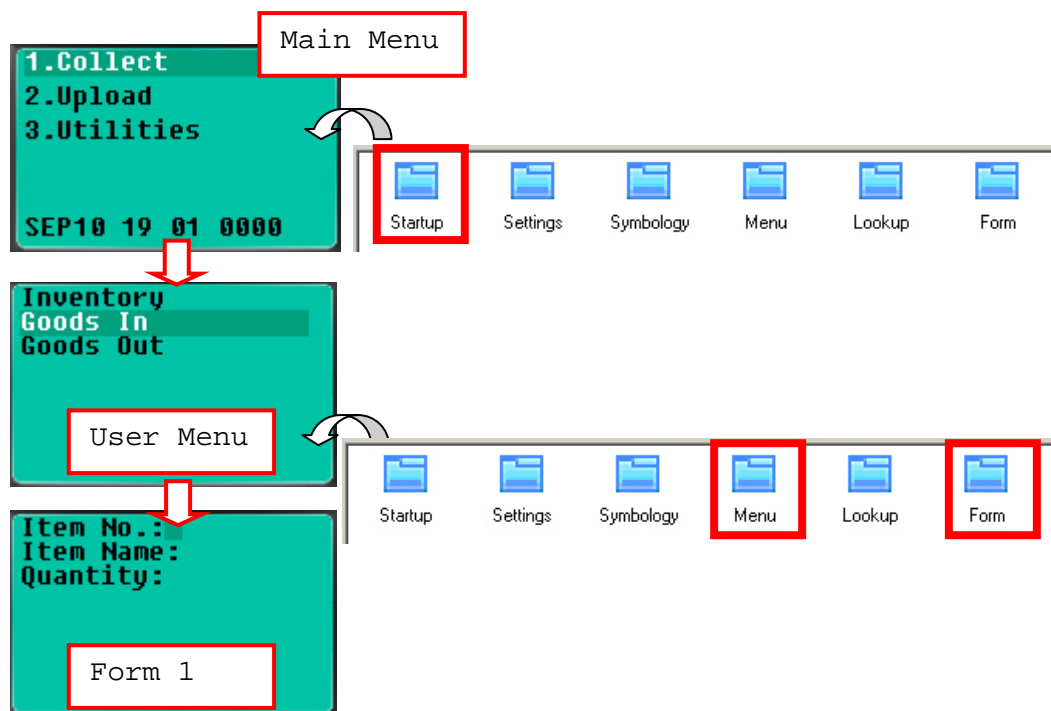 Main Menu
1.Collect
2.Upload
3.Utilities
SEP10 19 01 0000
Startup Settings Symbology Menu Lookup Form
Inventory
Goods In
Goods Out
User Menu
Startup Settings Symbology Menu Lookup Form
Item No.:
Item Name:
Quantity:
Form 1